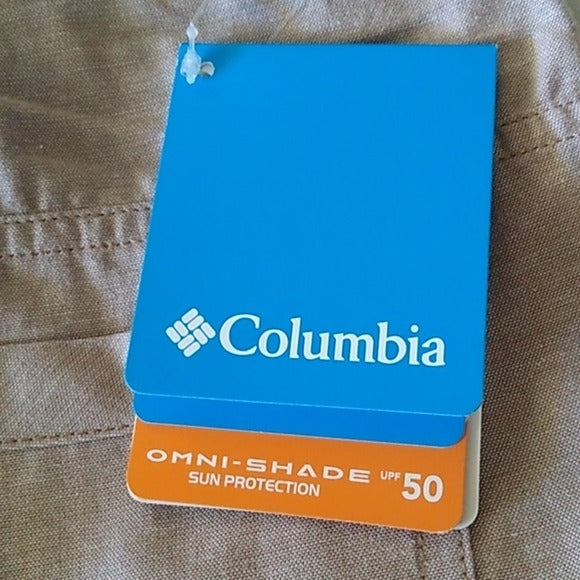 Columbia
OMNI-SHADE UPF 50
SUN PROTECTION